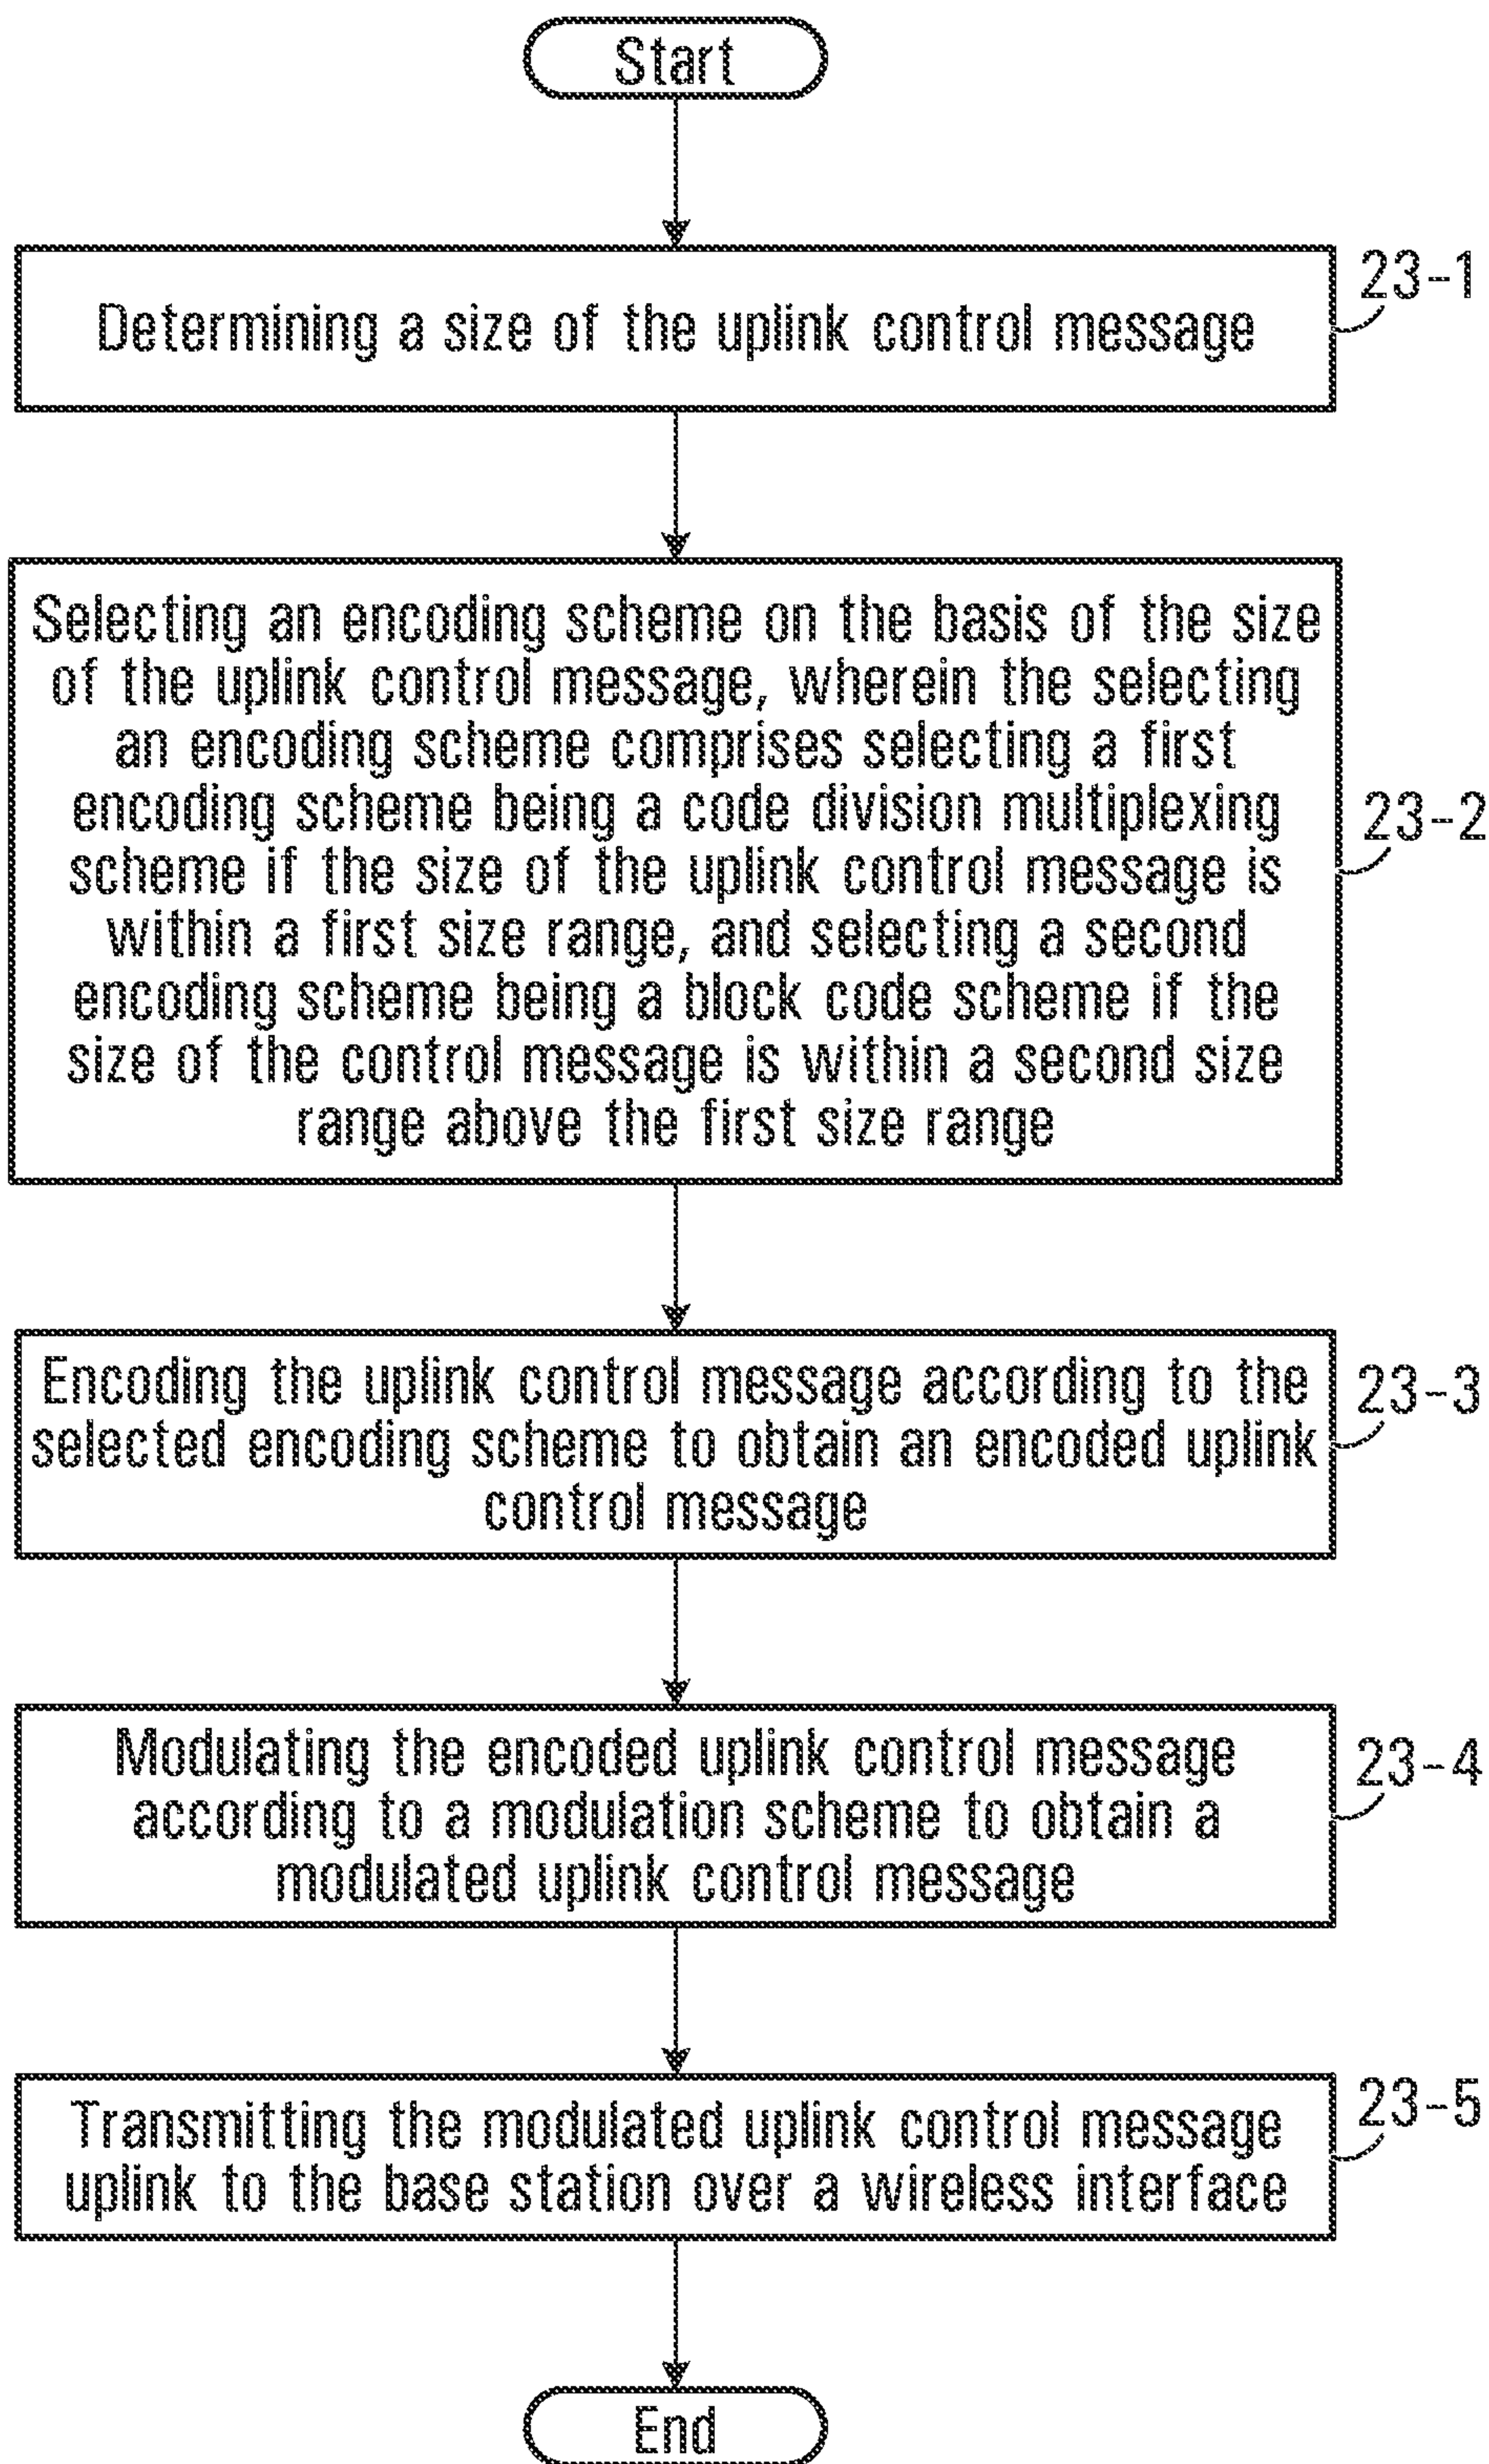 Start
23-1
Determining a size of the uplink control message
Selecting an encoding scheme on the basis of the size
of the uplink control message, wherein the selecting
an encoding scheme comprises selecting a first
encoding scheme being a code division multiplexing
scheme if the size of the uplink control message is
within a first size range, and selecting a second
encoding scheme being a block code scheme if the
size of the control message is within a second size
range above the first size range
23-2
Encoding the uplink control message according to the
selected encoding scheme to obtain an encoded uplink
control message
23-3
Modulating the encoded uplink control message
according to a modulation scheme to obtain a
modulated uplink control message
23-4
Transmitting the modulated uplink control message
uplink to the base station over a wireless interface
23-5
End